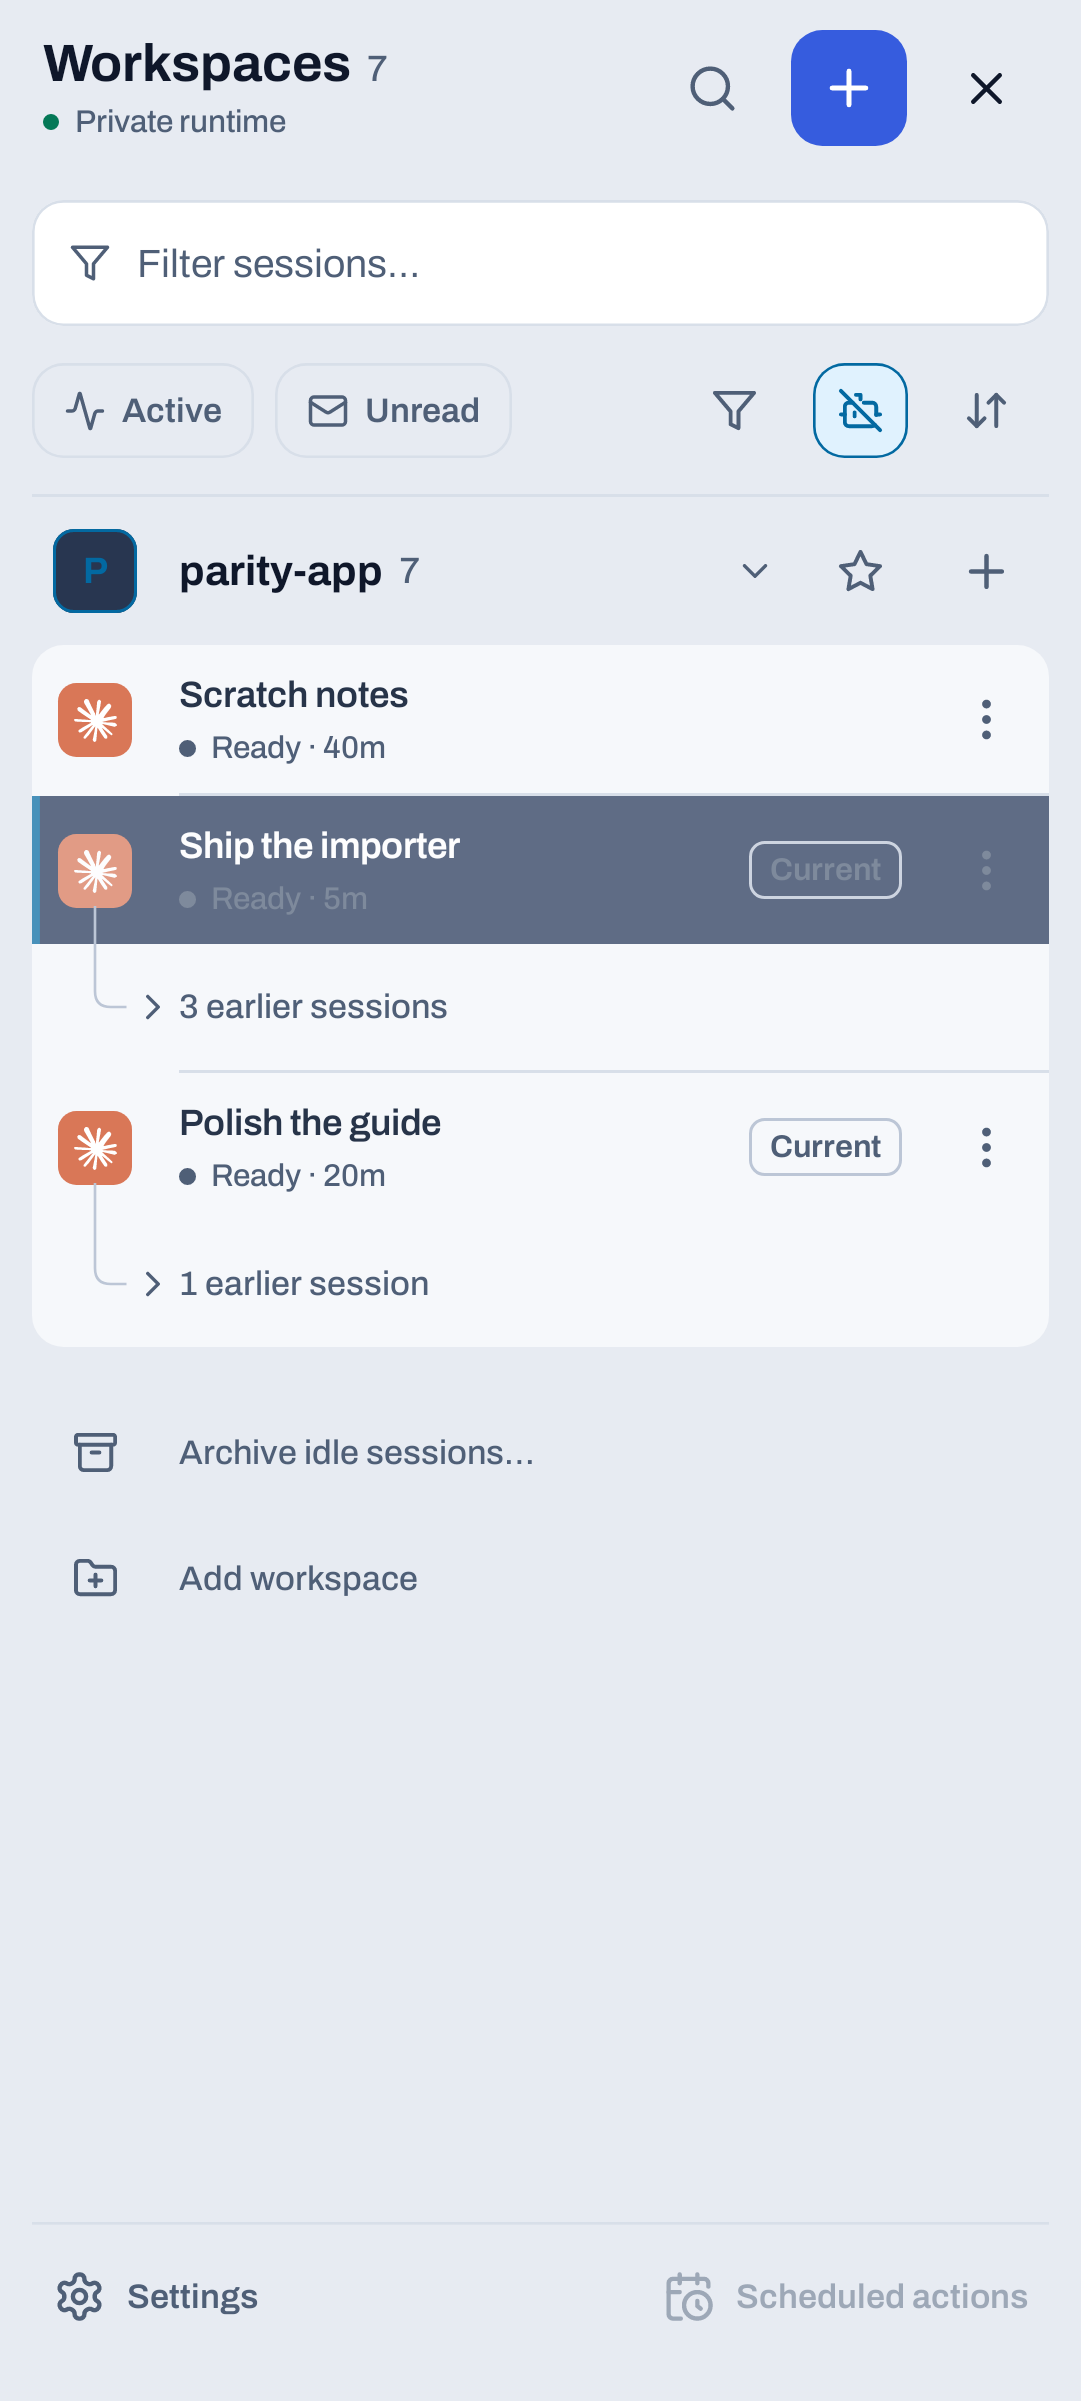 Workspaces 7
Private runtime
Filter sessions...
Active
Unread
P
parity-app 7
Scratch notes
Ready · 40m
Ship the importer
Ready · 5m
Current
3 earlier sessions
Polish the guide
Ready · 20m
Current
1 earlier session
Archive idle sessions...
Add workspace
Settings
Scheduled actions